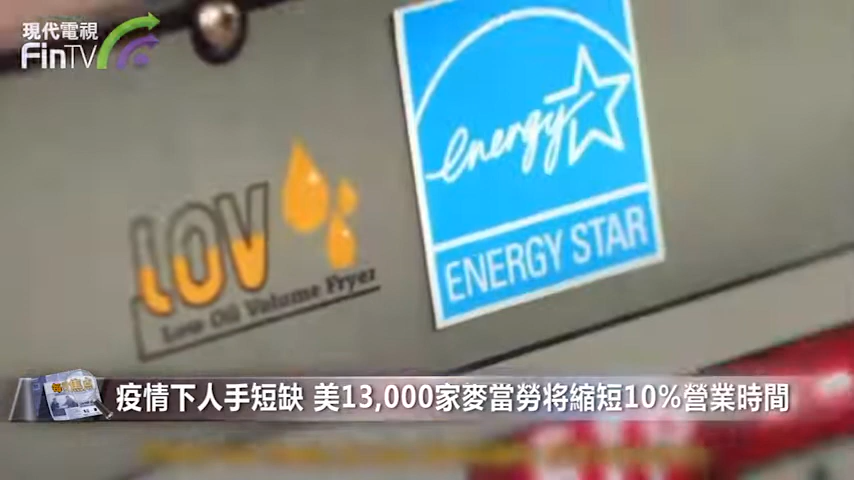 現代電視
FinTV
energy
ENERGY STAR
LOV
Low Oil Volume Fryer
疫情下人手短缺 美13,000家麥當勞将縮短10%營業時間